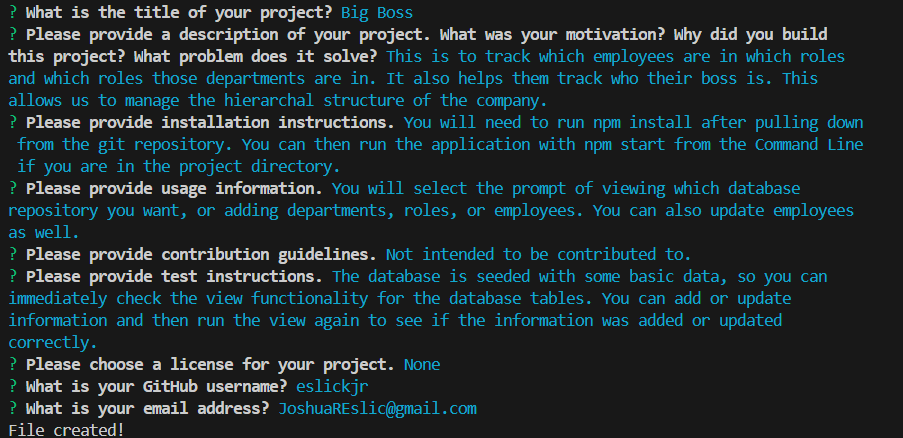 ? What is the title of your project? Big Boss
? Please provide a description of your project. What was your motivation? Why did you build
this project? What problem does it solve? This is to track which employees are in which roles
and which roles those departments are in. It also helps them track who their boss is. This
allows us to manage the hierarchal structure of the company.
? Please provide installation instructions. You will need to run npm install after pulling down
from the git repository. You can then run the application with npm start from the Command Line
if you are in the project directory.
? Please provide usage information. You will select the prompt of viewing which database
repository you want, or adding departments, roles, or employees. You can also update employees
as well.
? Please provide contribution guidelines. Not intended to be contributed to.
? Please provide test instructions. The database is seeded with some basic data, so you can
immediately check the view functionality for the database tables. You can add or update
information and then run the view again to see if the information was added or updated
correctly.
? Please choose a license for your project. None
? What is your GitHub username? eslickjr
? What is your email address? JoshuaREslic@gmail.com
File created!